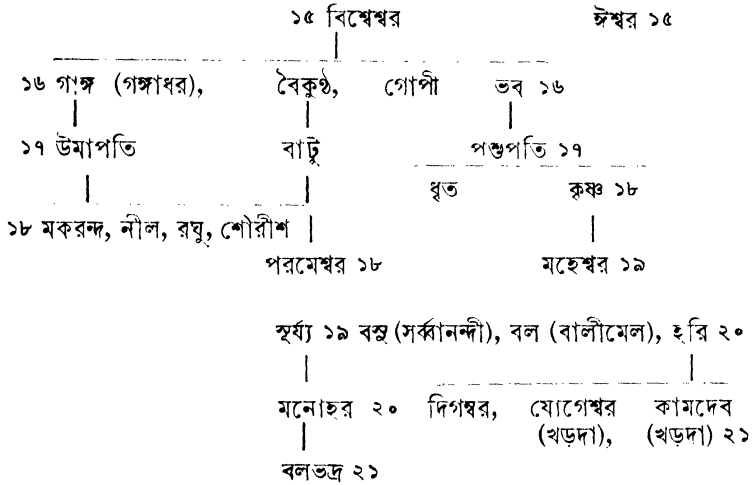 ১৫ বিশ্বেশ্বর ঈশ্বর ১৫
১৬ গাঙ্গ (গঙ্গাধর), বৈকুণ্ঠ, গোপী ভব ১৬
১৭ উমাপতি বাটু পশুপতি ১৭
ধৃত কৃষ্ণ ১৮
১৮ মকরন্দ, নীল, রঘু, শৌরীশ
পরমেশ্বর ১৮ মহেশ্বর ১৯
সূর্য্য ১৯ বসু (সর্ব্বানন্দী), বল (বালীমেল), হরি ২০
মনোহর ২০ দিগম্বর, যোগেশ্বর কামদেব
(খড়দা), (খড়দা) ২১
বলভদ্র ২১